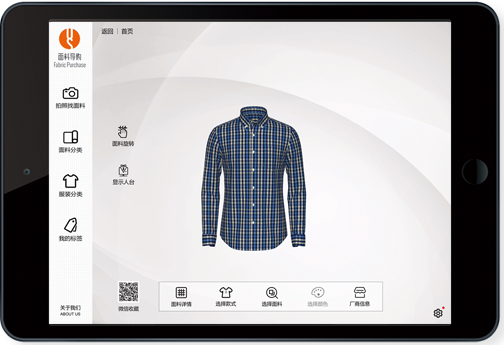 返回 | 首页
面料导购
Fabric Purchase
拍照找面料
面料分类
服装分类
我的标签
关于我们
ABOUT US
面料旋转
显示人台
微信收藏
面料详情
选择款式
选择面料
选择颜色
厂商信息